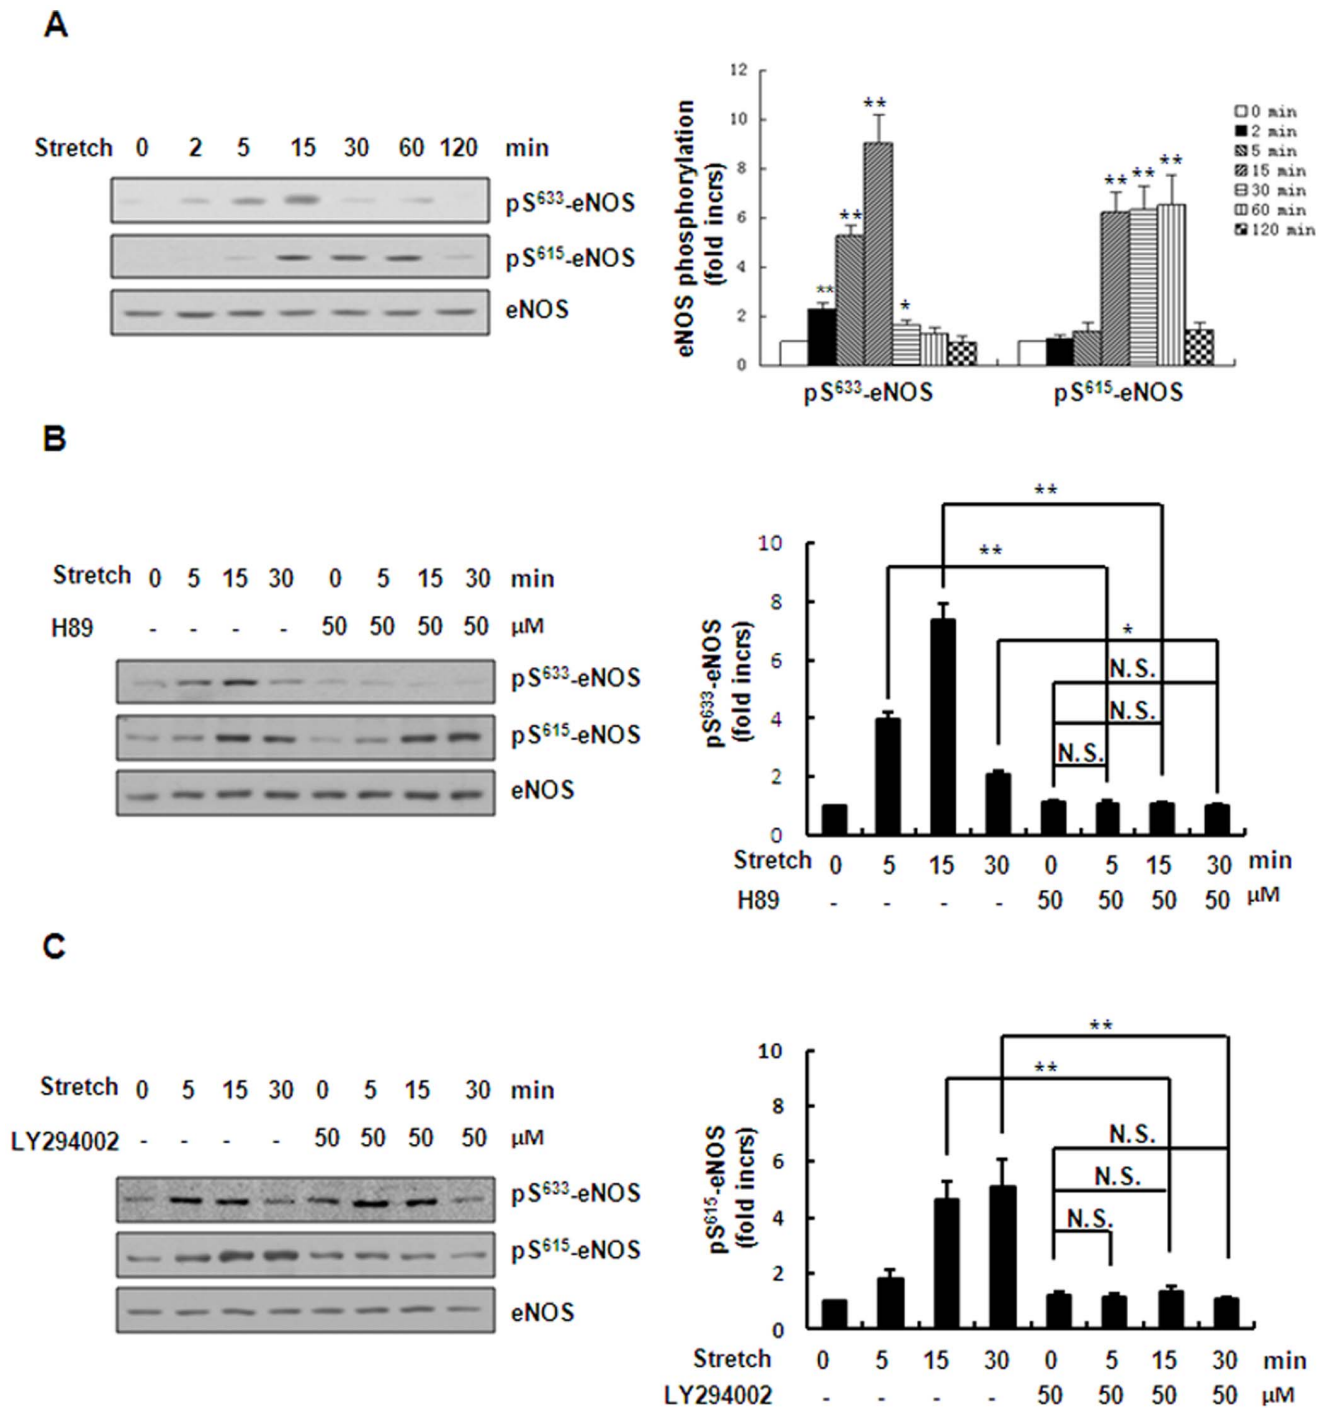 A
Stretch 0 2 5 15 30 60 120 min
pS633-eNOS
pS615-eNOS
eNOS
eNOS phosphorylation
(fold incrs)
12
10
8
6
4
2
0
** ** ** * ** ** **
pS633-eNOS pS615-eNOS
0 min
2 min
5 min
15 min
30 min
60 min
120 min
B
Stretch 0 5 15 30 0 5 15 30 min
H89 - - - - 50 50 50 50 μM
pS633-eNOS
pS615-eNOS
eNOS
pS633-eNOS
(fold incrs)
10
8
6
4
2
0
**
**
*
N.S.
N.S.
N.S.
Stretch 0 5 15 30 0 5 15 30 min
H89 - - - - 50 50 50 50 μM
C
Stretch 0 5 15 30 0 5 15 30 min
LY294002 - - - - 50 50 50 50 μM
pS633-eNOS
pS615-eNOS
eNOS
pS615-eNOS
(fold incrs)
10
8
6
4
2
0
**
**
N.S.
N.S.
N.S.
Stretch 0 5 15 30 0 5 15 30 min
LY294002 - - - - 50 50 50 50 μM